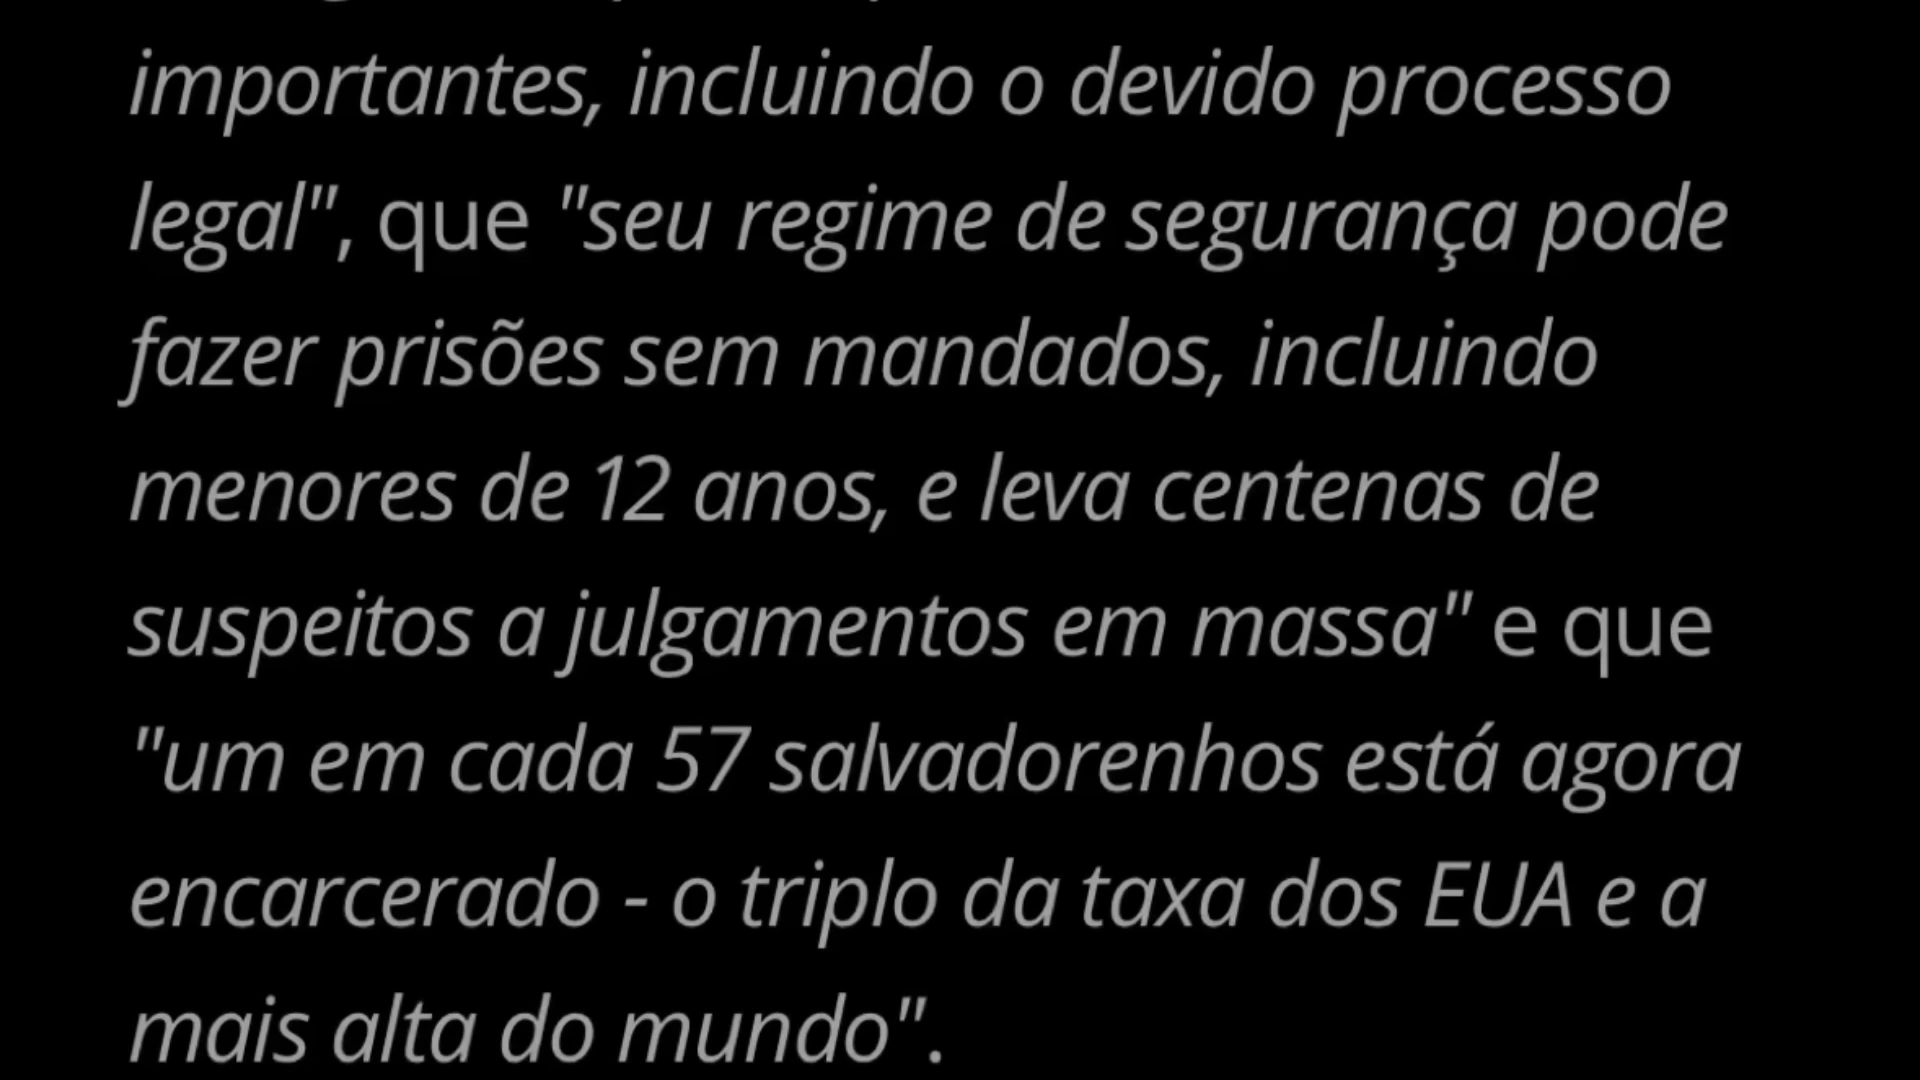 importantes, incluindo o devido processo
legal", que "seu regime de segurança pode
fazer prisões sem mandados, incluindo
menores de 12 anos, e leva centenas de
suspeitos a julgamentos em massa" e que
"um em cada 57 salvadorenhos está agora
encarcerado - o triplo da taxa dos EUA e a
mais alta do mundo".